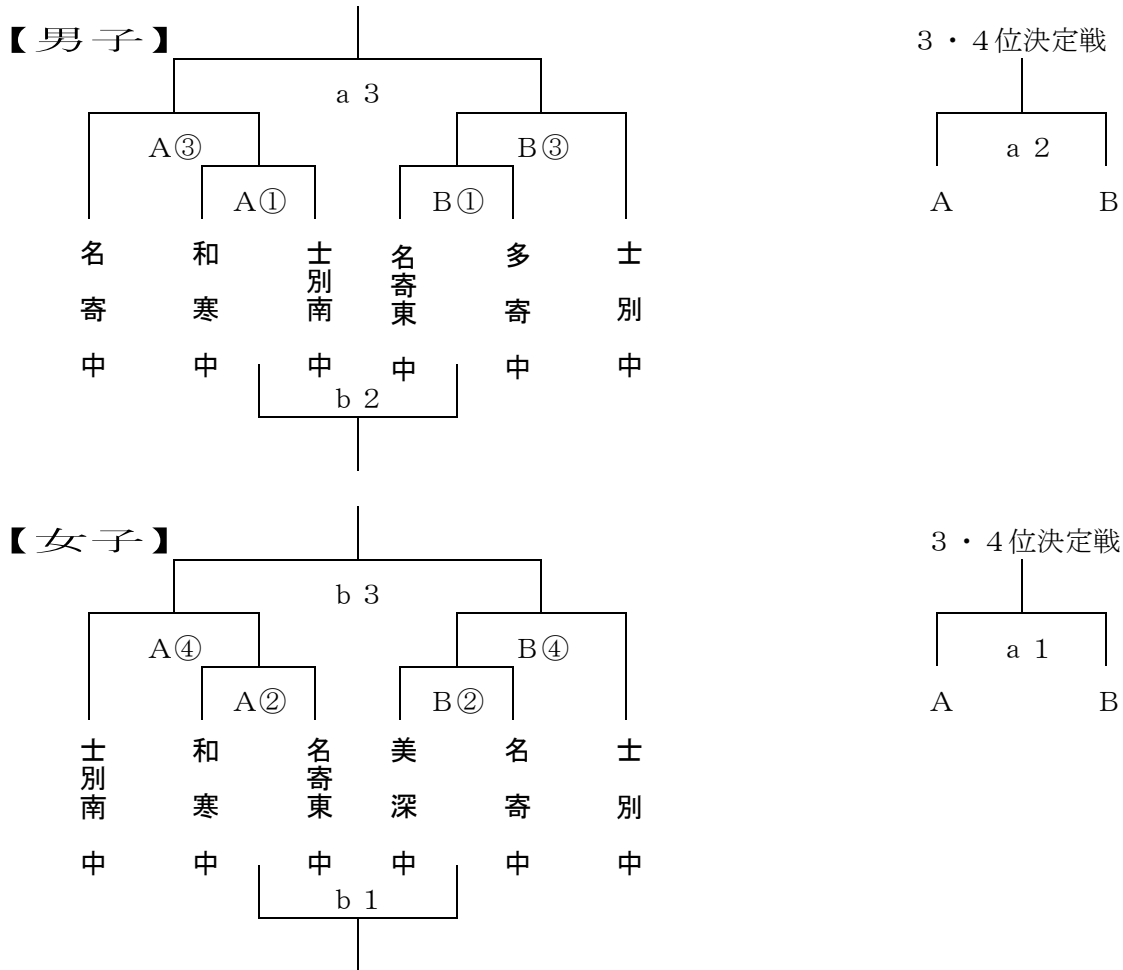 【男子】
3・4位決定戦
a 3
A③
B③
a 2
A①
B①
A
B
名寄中
和寒中
士別南中
名寄東中
多寄中
士別中
b 2
【女子】
3・4位決定戦
b 3
A④
B④
a 1
A②
B②
A
B
士別南中
和寒中
名寄東中
美深中
名寄中
士別中
b 1